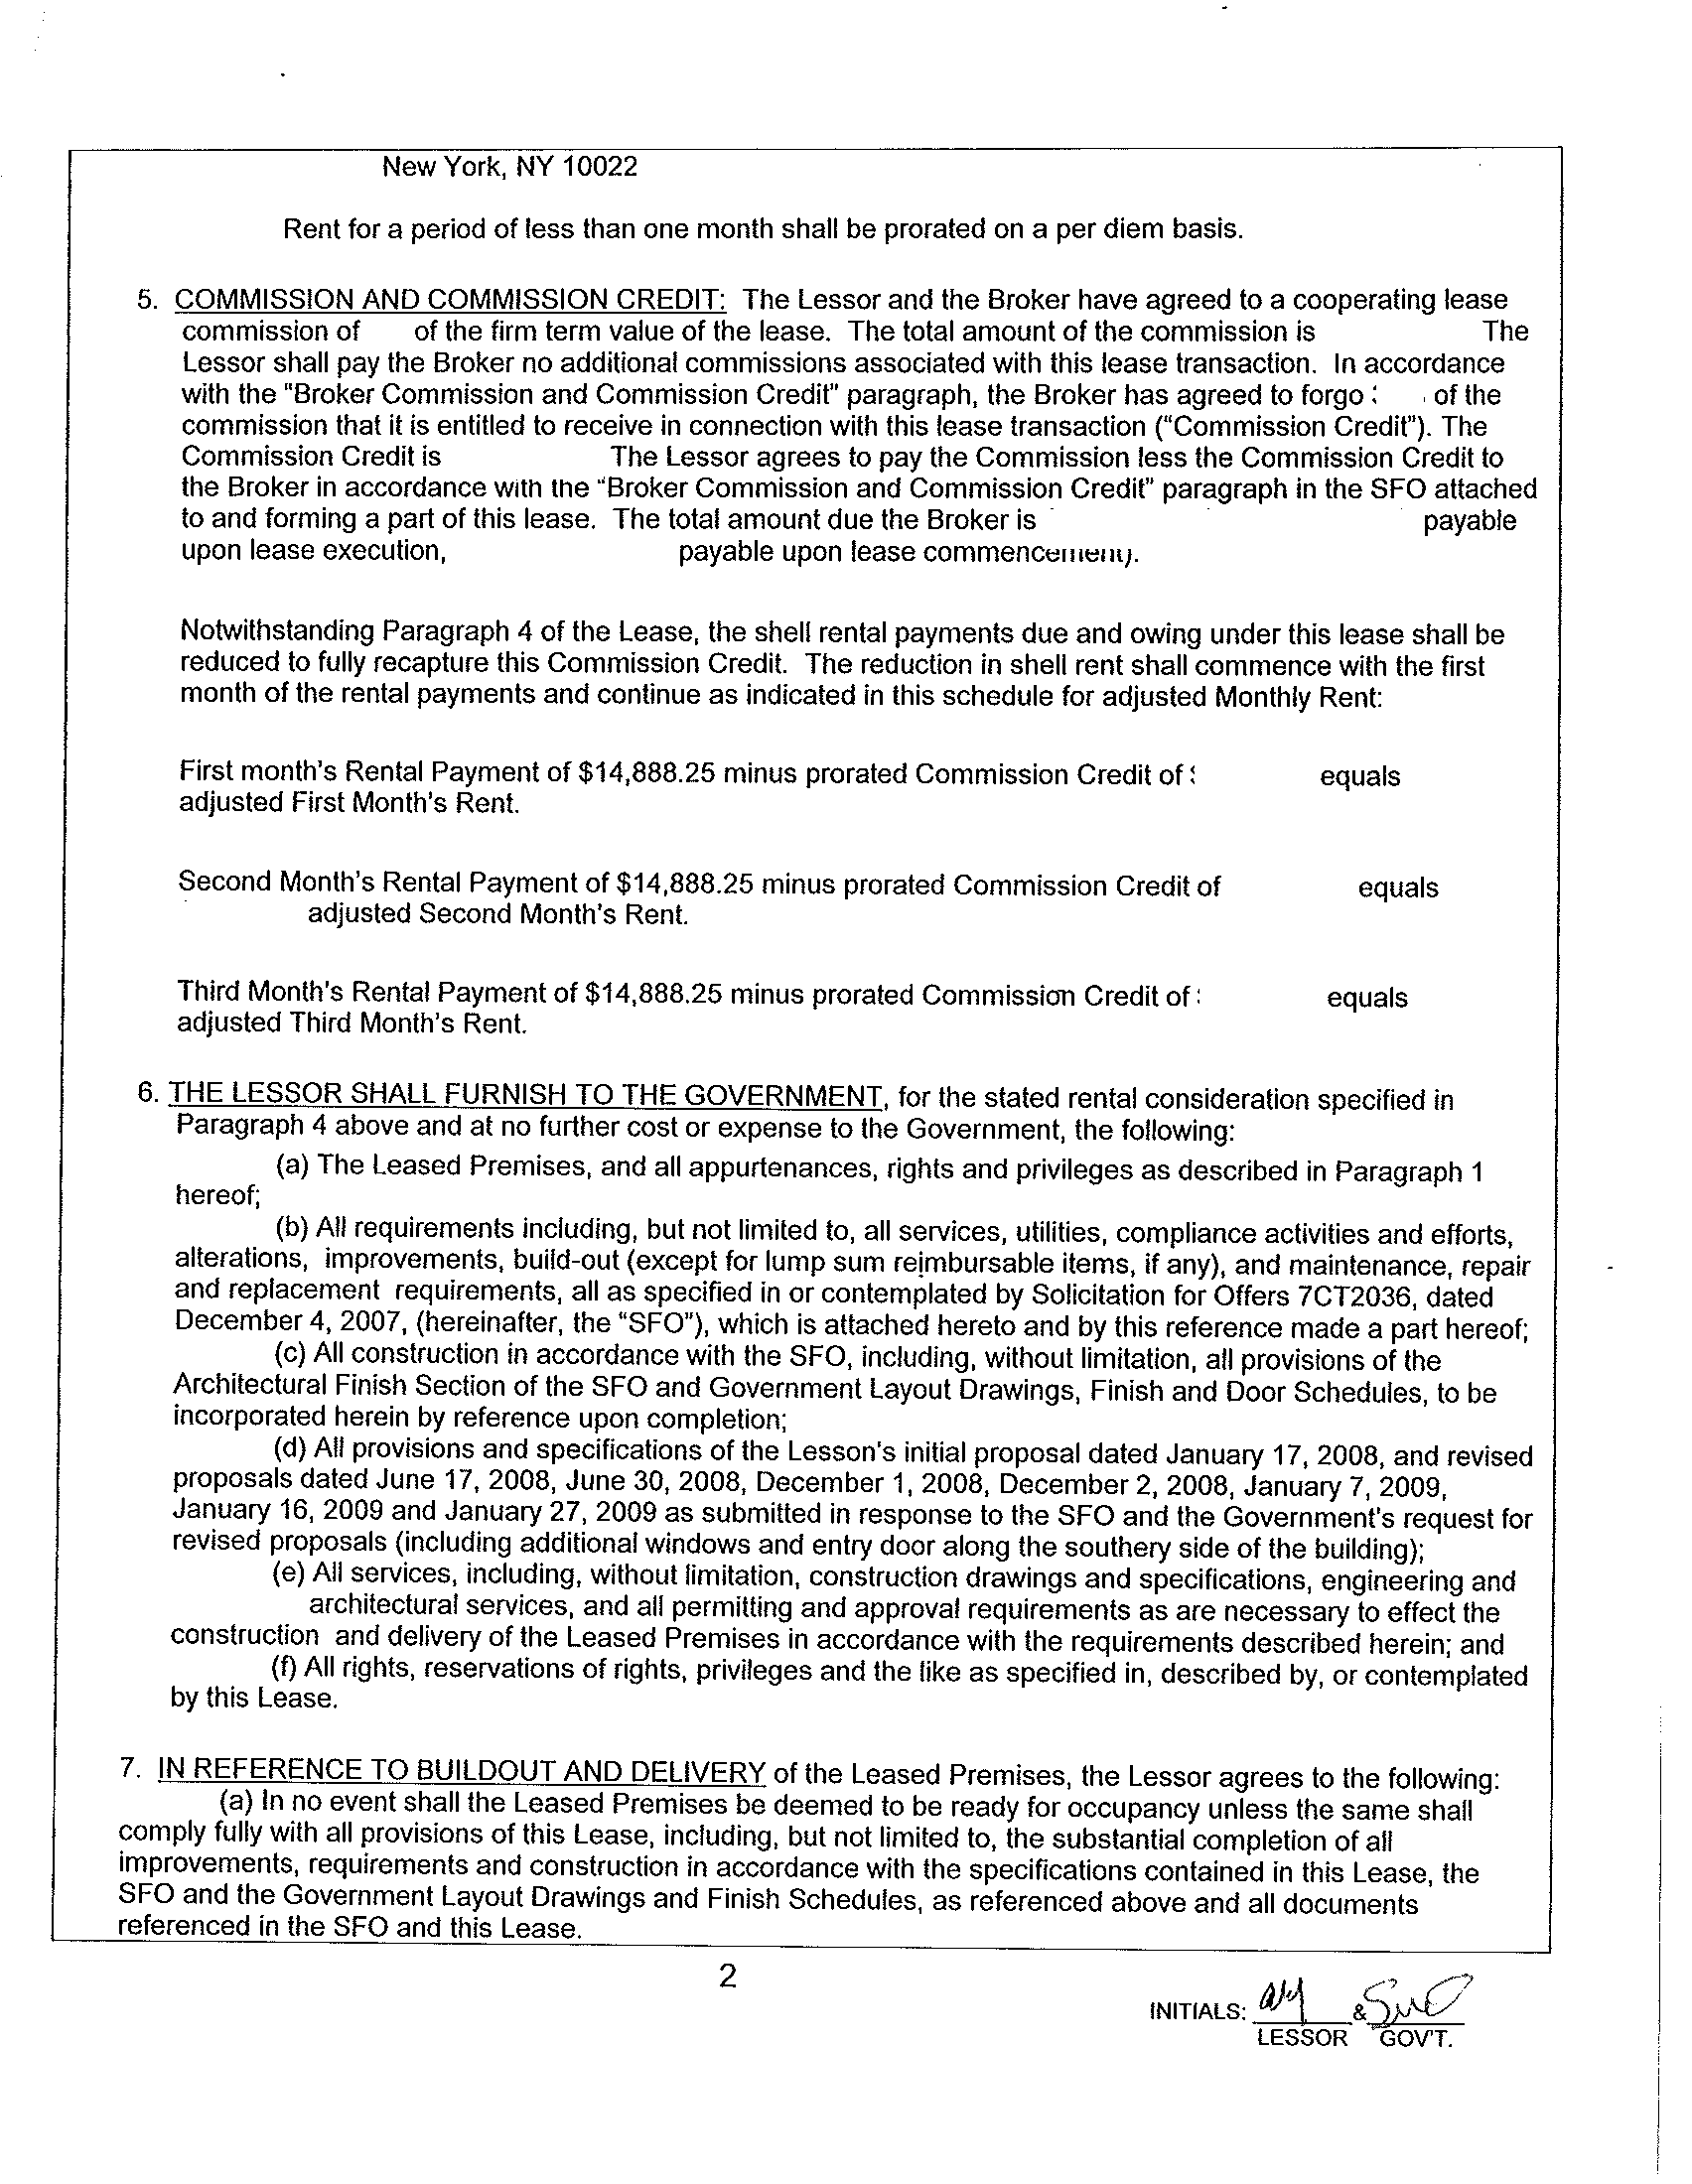 New York, NY 10022
Rent for a period of less than one month shall be prorated on a per diem basis.
5. COMMISSION AND COMMISSION CREDIT: The Lessor and the Broker have agreed to a cooperating lease
commission of of the firm term value of the lease. The total amount of the commission is The
Lessor shall pay the Broker no additional commissions associated with this lease transaction. In accordance
with the "Broker Commission and Commission Credit" paragraph, the Broker has agreed to forgo of the
commission that it is entitled to receive in connection with this lease transaction ("Commission Credit"). The
Commission Credit is The Lessor agrees to pay the Commission less the Commission Credit to
the Broker in accordance with the "Broker Commission and Commission Credit" paragraph in the SFO attached
to and forming a part of this lease. The total amount due the Broker is payable
upon lease execution, payable upon lease commencement).
Notwithstanding Paragraph 4 of the Lease, the shell rental payments due and owing under this lease shall be
reduced to fully recapture this Commission Credit. The reduction in shell rent shall commence with the first
month of the rental payments and continue as indicated in this schedule for adjusted Monthly Rent:
First month's Rental Payment of $14,888.25 minus prorated Commission Credit of equals
adjusted First Month's Rent.
Second Month's Rental Payment of $14,888.25 minus prorated Commission Credit of equals
adjusted Second Month's Rent.
Third Month's Rental Payment of $14,888.25 minus prorated Commission Credit of equals
adjusted Third Month's Rent.
6. THE LESSOR SHALL FURNISH TO THE GOVERNMENT, for the stated rental consideration specified in
Paragraph 4 above and at no further cost or expense to the Government, the following:
(a) The Leased Premises, and all appurtenances, rights and privileges as described in Paragraph 1
hereof;
(b) All requirements including, but not limited to, all services, utilities, compliance activities and efforts,
alterations, improvements, build-out (except for lump sum reimbursable items, if any), and maintenance, repair
and replacement requirements, all as specified in or contemplated by Solicitation for Offers 7CT2036, dated
December 4, 2007, (hereinafter, the "SFO"), which is attached hereto and by this reference made a part hereof;
(c) All construction in accordance with the SFO, including, without limitation, all provisions of the
Architectural Finish Section of the SFO and Government Layout Drawings, Finish and Door Schedules, to be
incorporated herein by reference upon completion;
(d) All provisions and specifications of the Lesson's initial proposal dated January 17, 2008, and revised
proposals dated June 17, 2008, June 30, 2008, December 1, 2008, December 2, 2008, January 7, 2009,
January 16, 2009 and January 27, 2009 as submitted in response to the SFO and the Government's request for
revised proposals (including additional windows and entry door along the southery side of the building);
(e) All services, including, without limitation, construction drawings and specifications, engineering and
architectural services, and all permitting and approval requirements as are necessary to effect the
construction and delivery of the Leased Premises in accordance with the requirements described herein; and
(f) All rights, reservations of rights, privileges and the like as specified in, described by, or contemplated
by this Lease.
7. IN REFERENCE TO BUILDOUT AND DELIVERY of the Leased Premises, the Lessor agrees to the following:
(a) In no event shall the Leased Premises be deemed to be ready for occupancy unless the same shall
comply fully with all provisions of this Lease, including, but not limited to, the substantial completion of all
improvements, requirements and construction in accordance with the specifications contained in this Lease, the
SFO and the Government Layout Drawings and Finish Schedules, as referenced above and all documents
referenced in the SFO and this Lease.
2
INITIALS: &
LESSOR GOV'T.